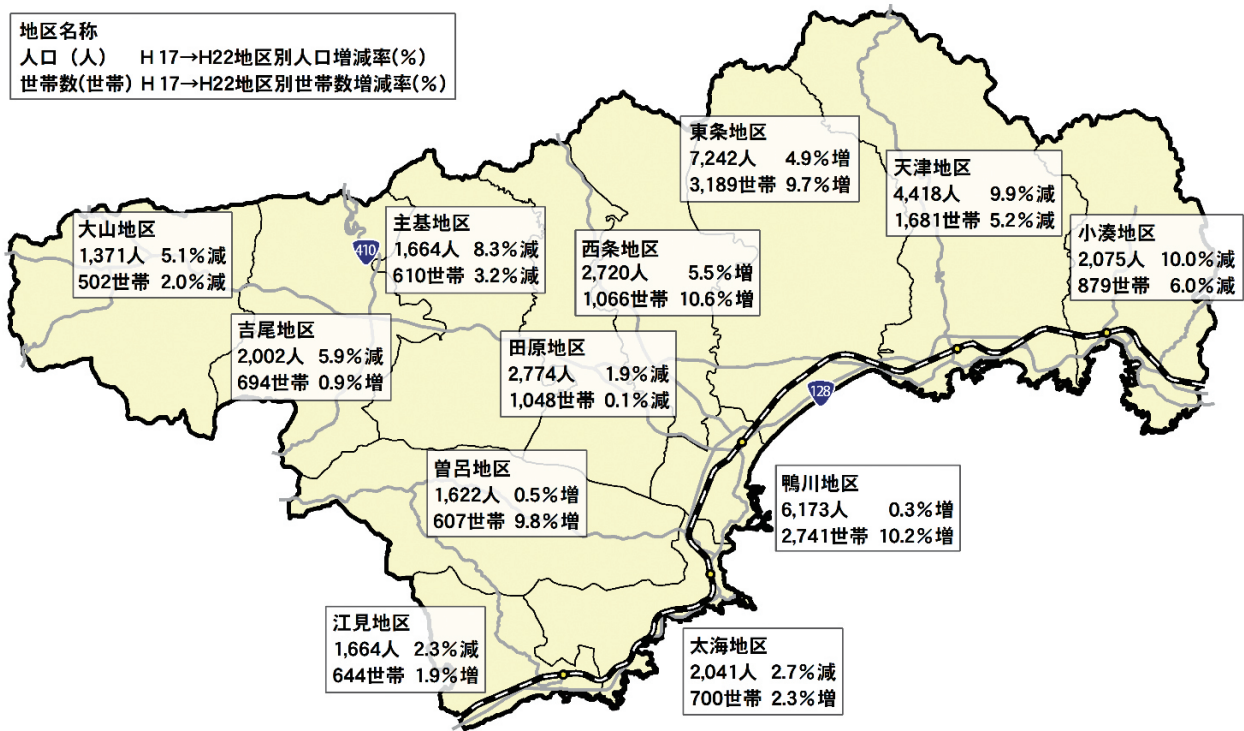 地区名称
人口（人） H 17→H22地区別人口増減率(%)
世帯数(世帯) H 17→H22地区別世帯数増減率(%)
東条地区
7,242人 4.9%増
3,189世帯 9.7%増
天津地区
4,418人 9.9%減
1,681世帯 5.2%減
大山地区
1,371人 5.1%減
502世帯 2.0%減
410
主基地区
1,664人 8.3%減
610世帯 3.2%減
西条地区
2,720人 5.5%増
1,066世帯 10.6%増
小湊地区
2,075人 10.0%減
879世帯 6.0%減
吉尾地区
2,002人 5.9%減
694世帯 0.9%増
田原地区
2,774人 1.9%減
1,048世帯 0.1%減
128
曽呂地区
1,622人 0.5%増
607世帯 9.8%増
鴨川地区
6,173人 0.3%増
2,741世帯 10.2%増
江見地区
1,664人 2.3%減
644世帯 1.9%増
太海地区
2,041人 2.7%減
700世帯 2.3%増